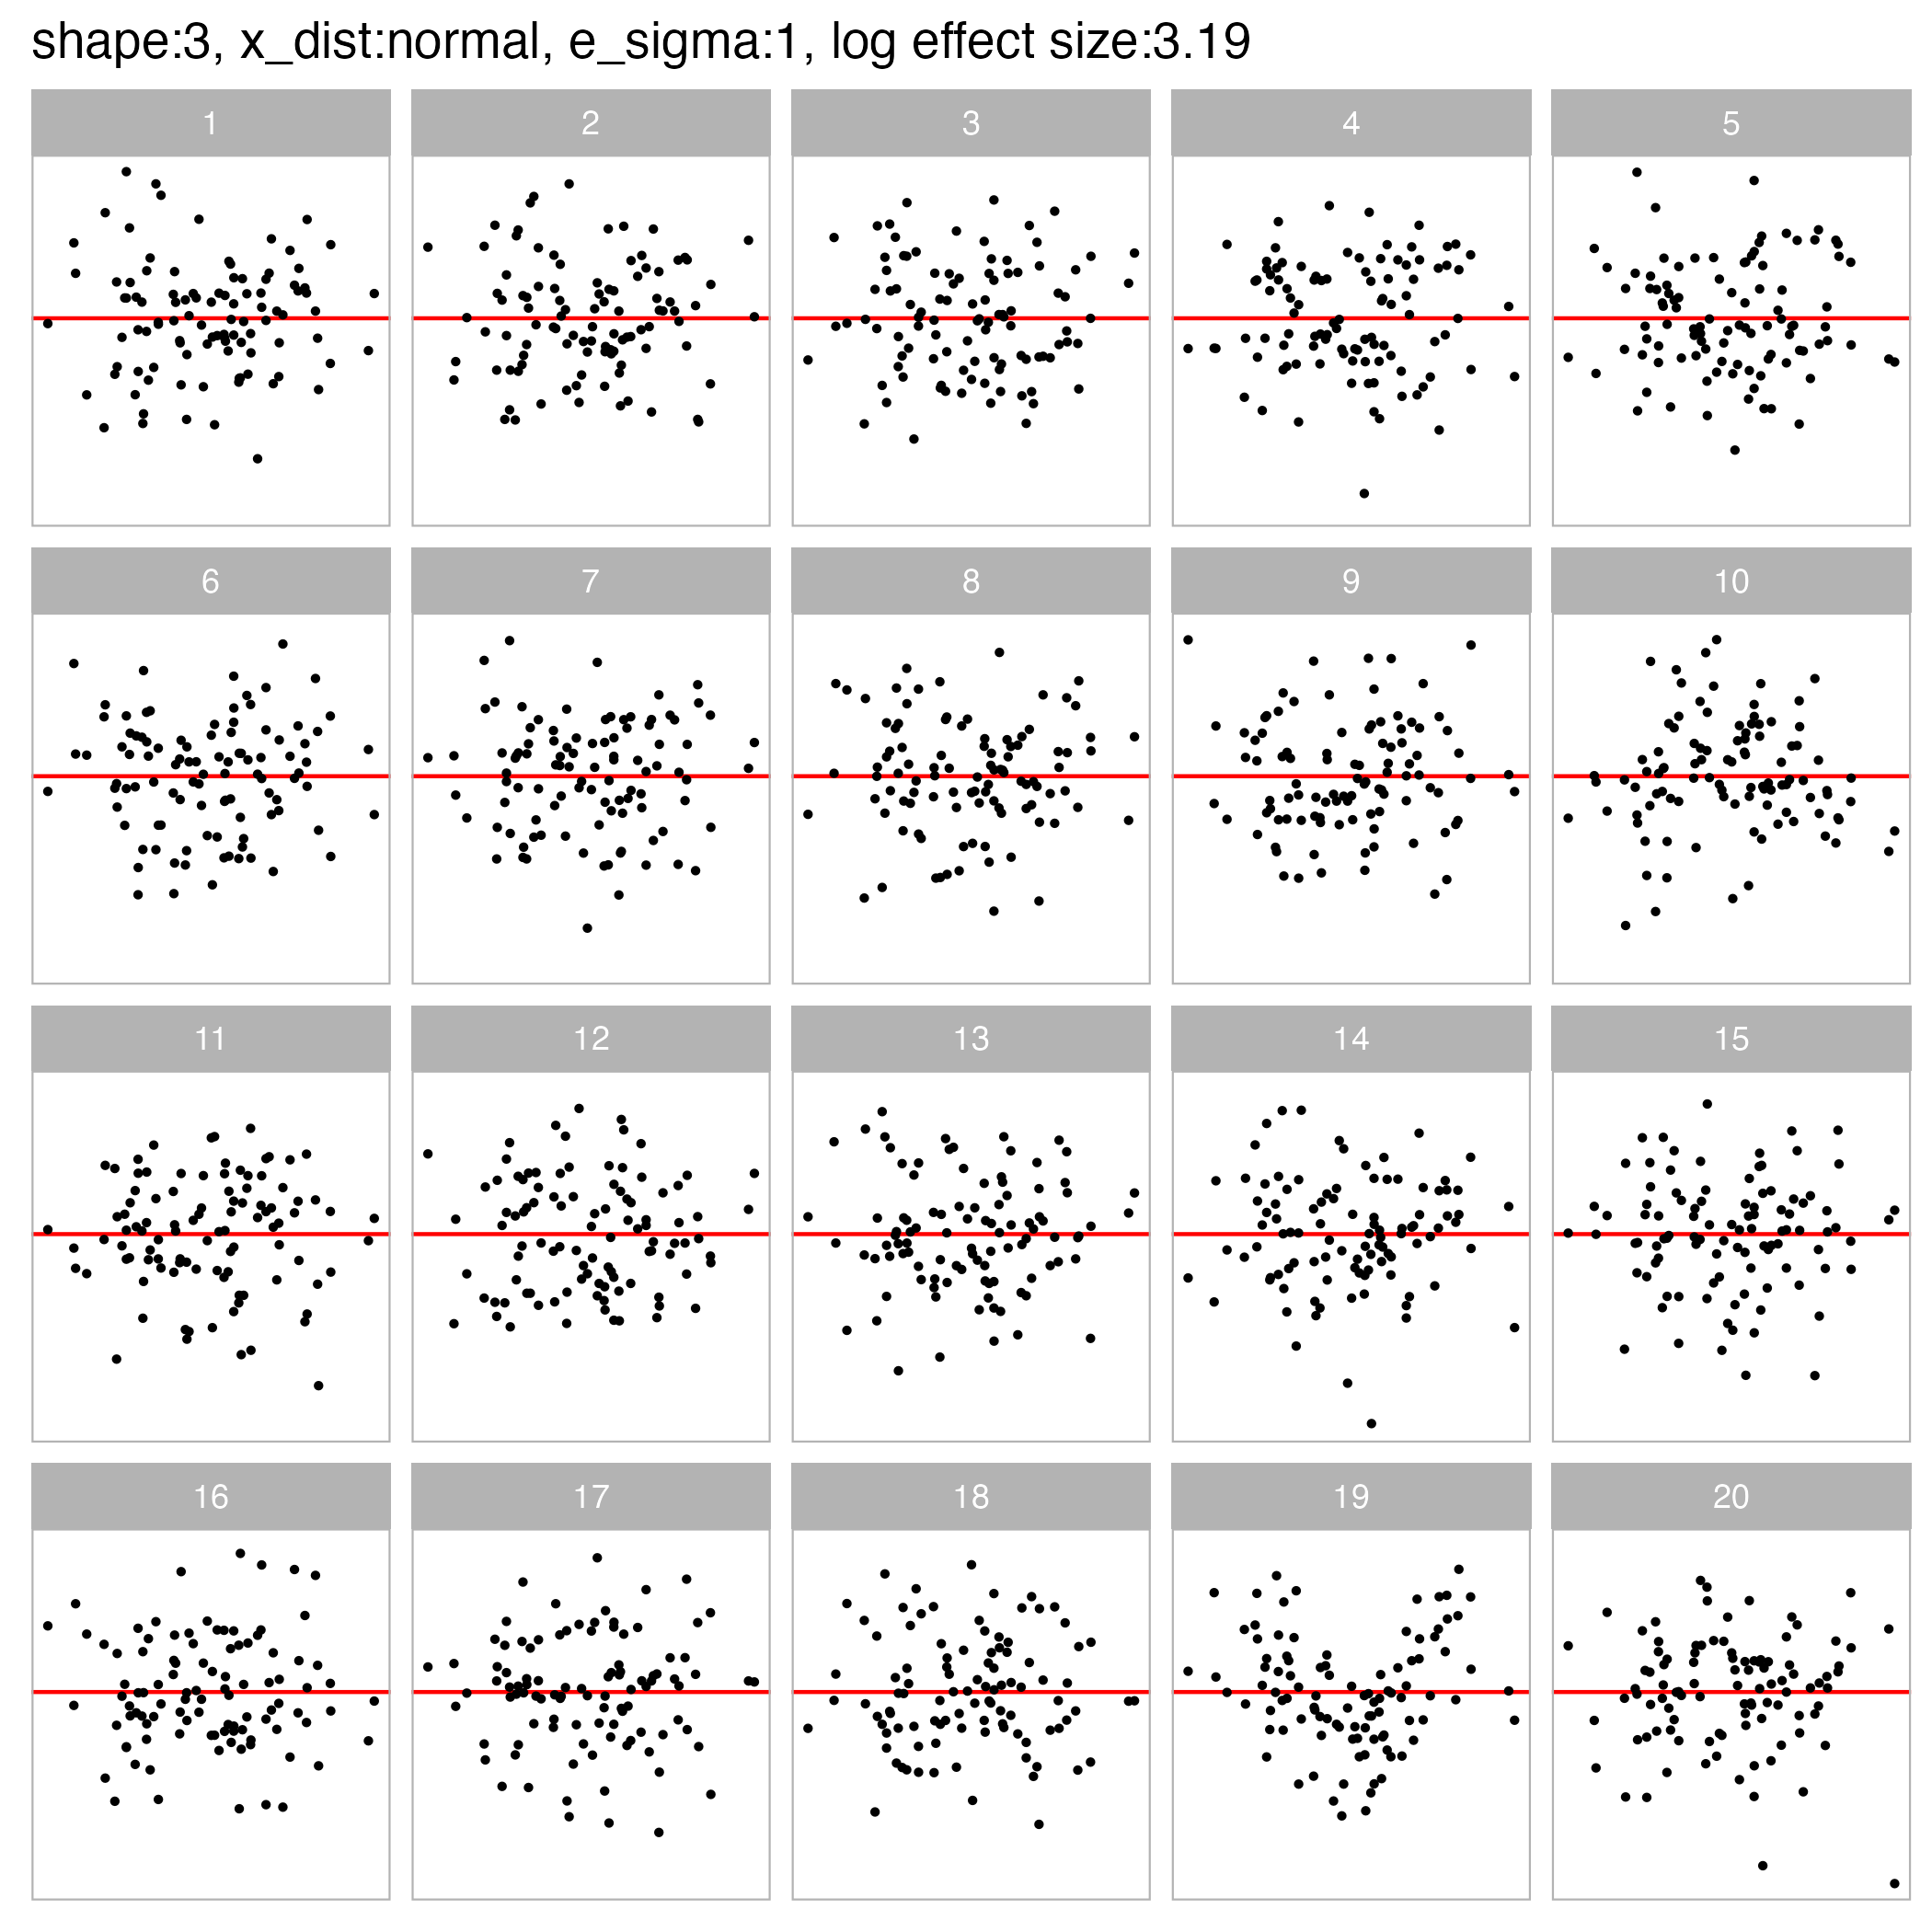 shape:3, x_dist:normal, e_sigma:1, log effect size:3.19
1 2 3 4 5
6 7 8 9 10
11 12 13 14 15
16 17 18 19 20